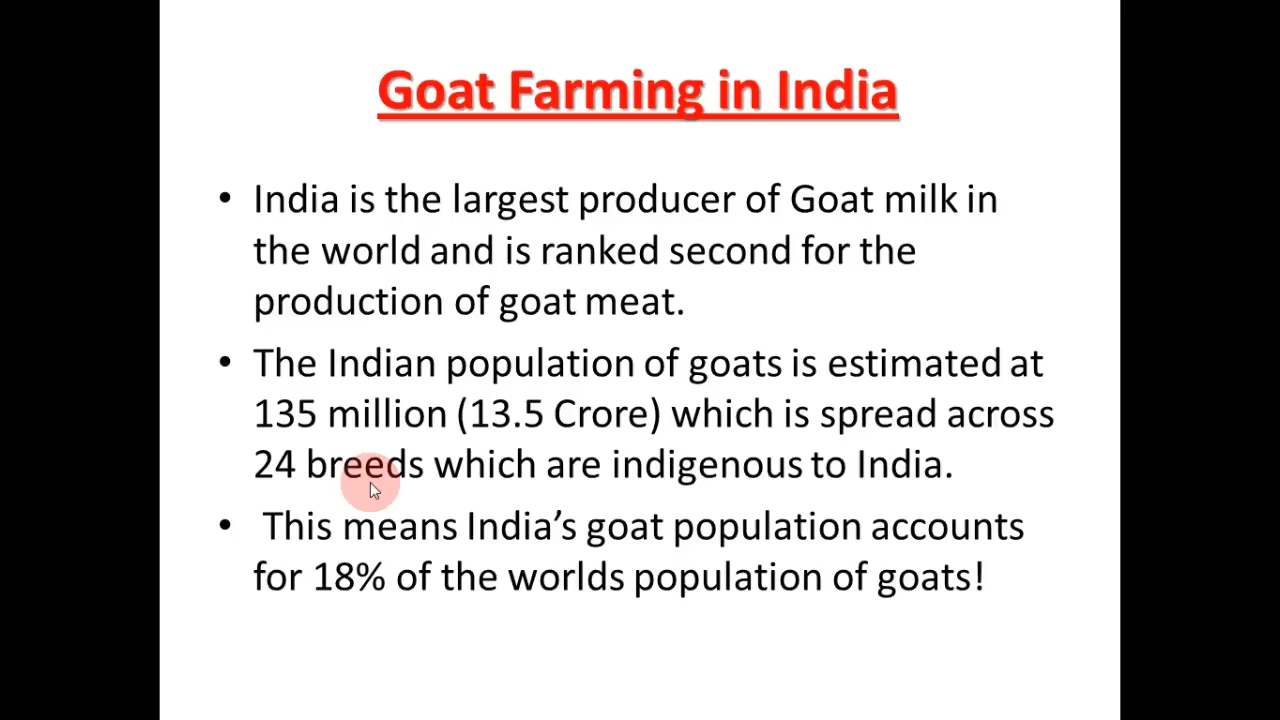 Goat Farming in India
• India is the largest producer of Goat milk in
the world and is ranked second for the
production of goat meat.
• The Indian population of goats is estimated at
135 million (13.5 Crore) which is spread across
24 breeds which are indigenous to India.
• This means India’s goat population accounts
for 18% of the worlds population of goats!